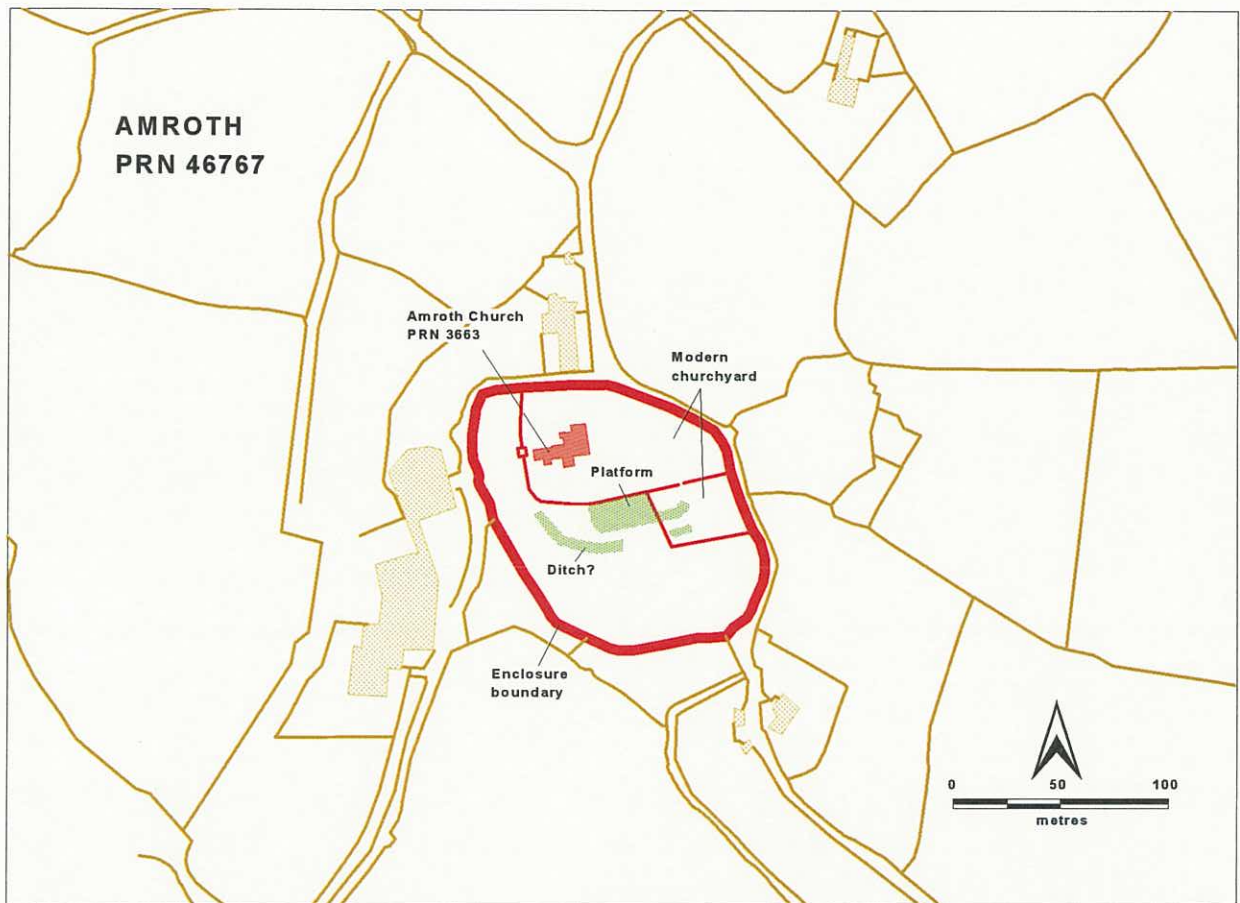 AMROTH
PRN 46767
Amroth Church
PRN 3663
Modern
churchyard
Platform
Ditch?
Enclosure
boundary
0 50 100
metres